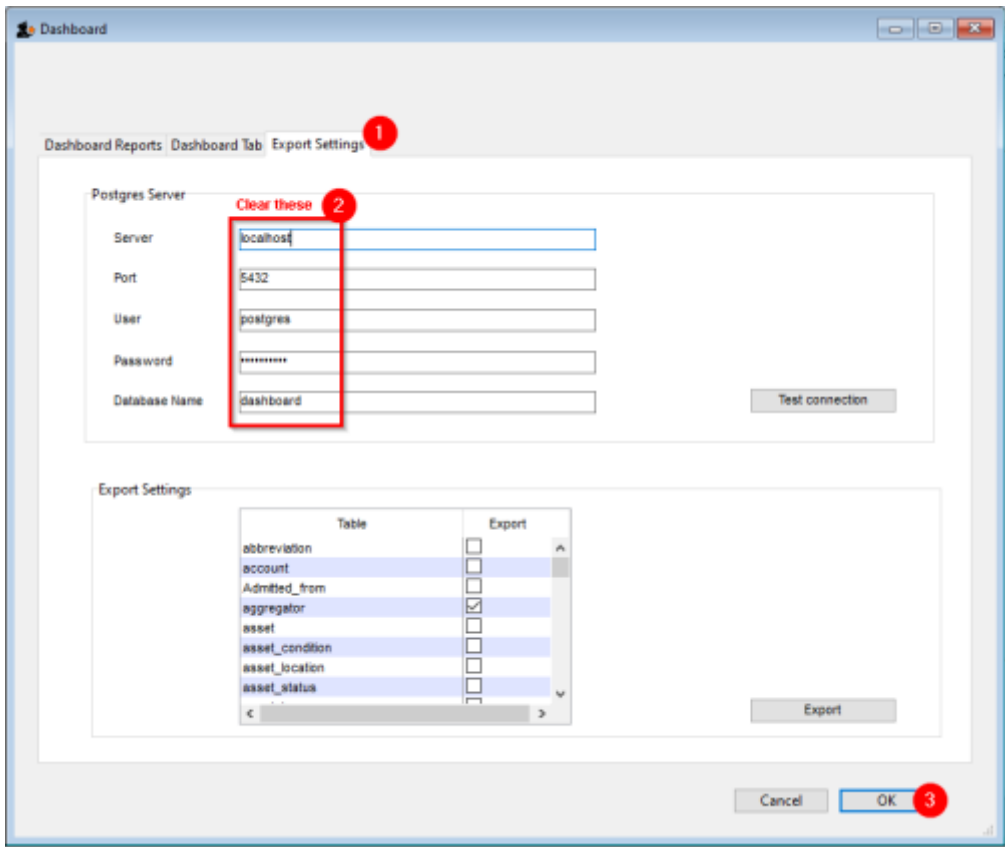 Dashboard
Dashboard Reports Dashboard Tab Export Settings 1
Postgres Server
Clear these 2
Server localhost
Port 5432
User postgres
Password ***********
Database Name dashboard
Test connection
Export Settings
Table Export
abbreviation
account
Admitted_from
aggregator
asset
asset_condition
asset_location
asset_status
Export
Cancel OK 3